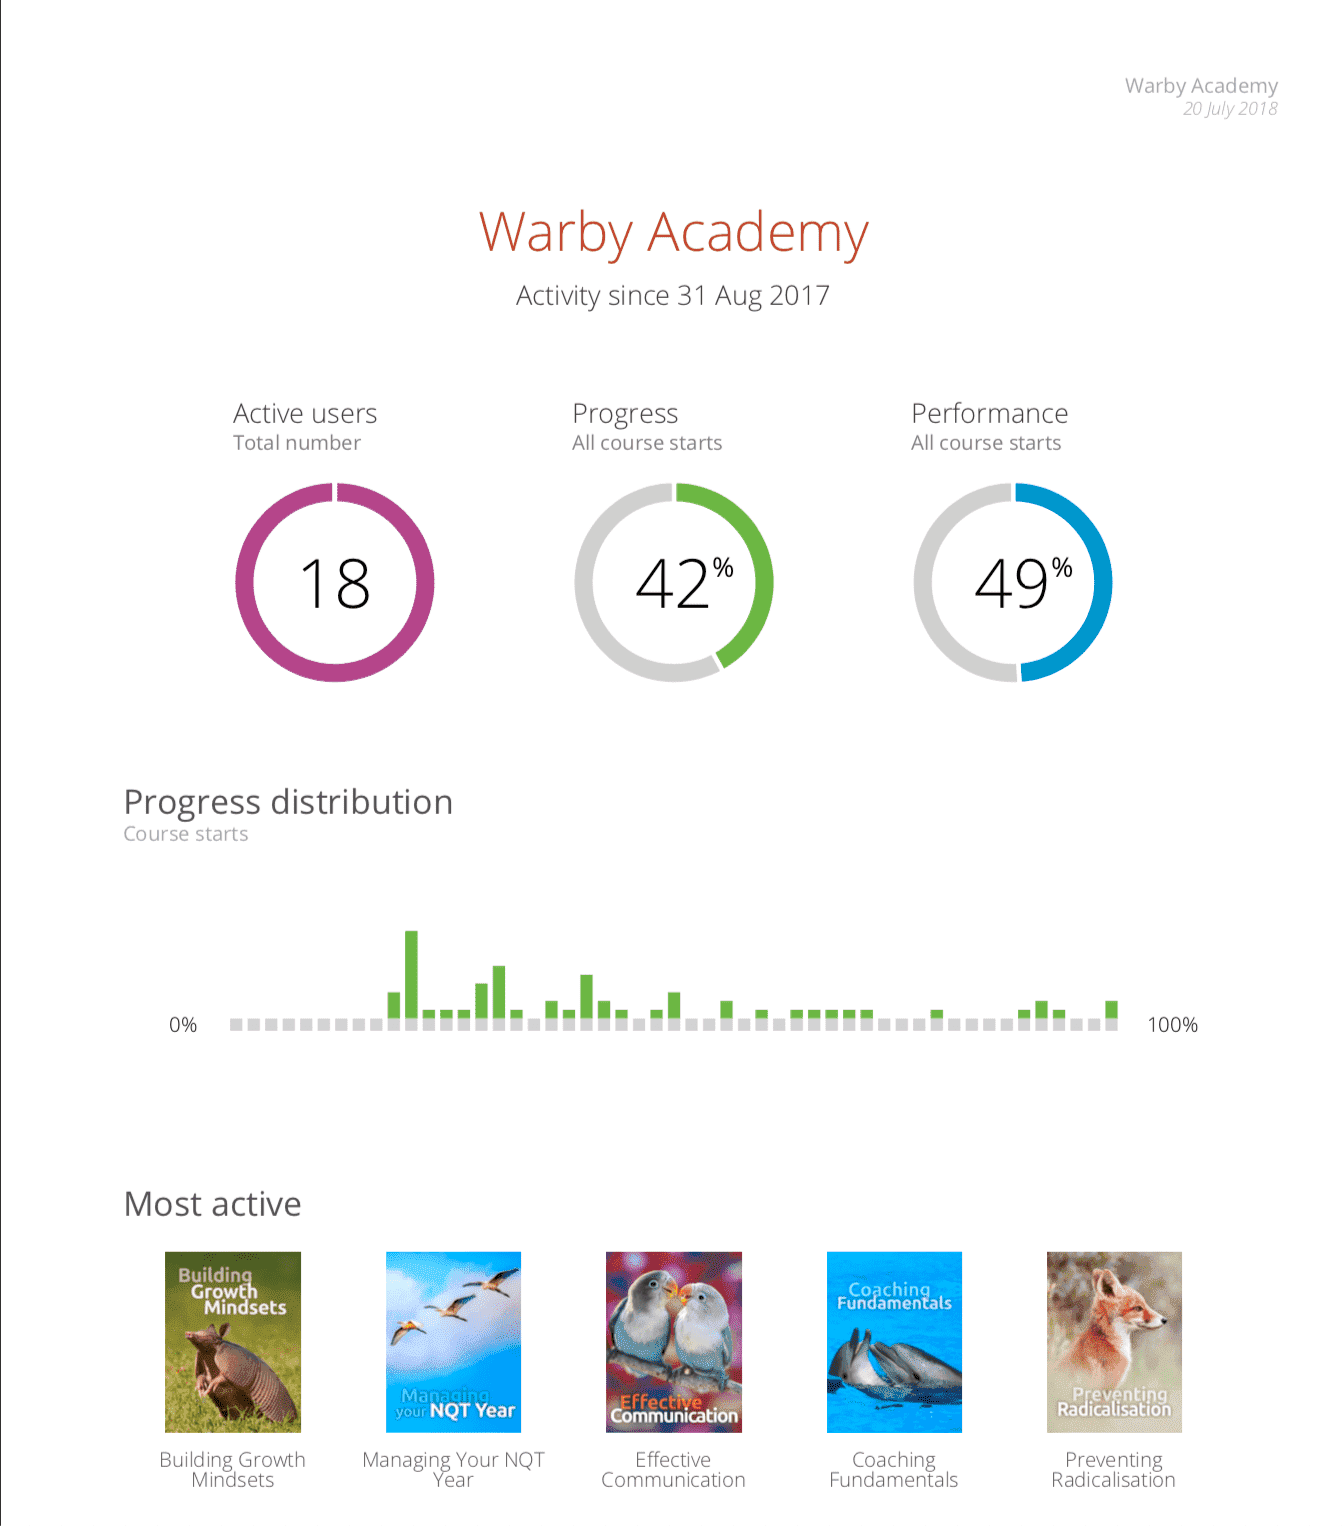 Warby Academy
20 July 2018
Warby Academy
Activity since 31 Aug 2017
Active users
Total number
18
Progress
All course starts
42%
Performance
All course starts
49%
Progress distribution
Course starts
0%
100%
Most active
Building
Growth
Mindsets
Managing
your NQT Year
Effective
Communication
Coaching
Fundamentals
Preventing
Radicalisation
Building Growth
Mindsets
Managing Your NQT
Year
Effective
Communication
Coaching
Fundamentals
Preventing
Radicalisation